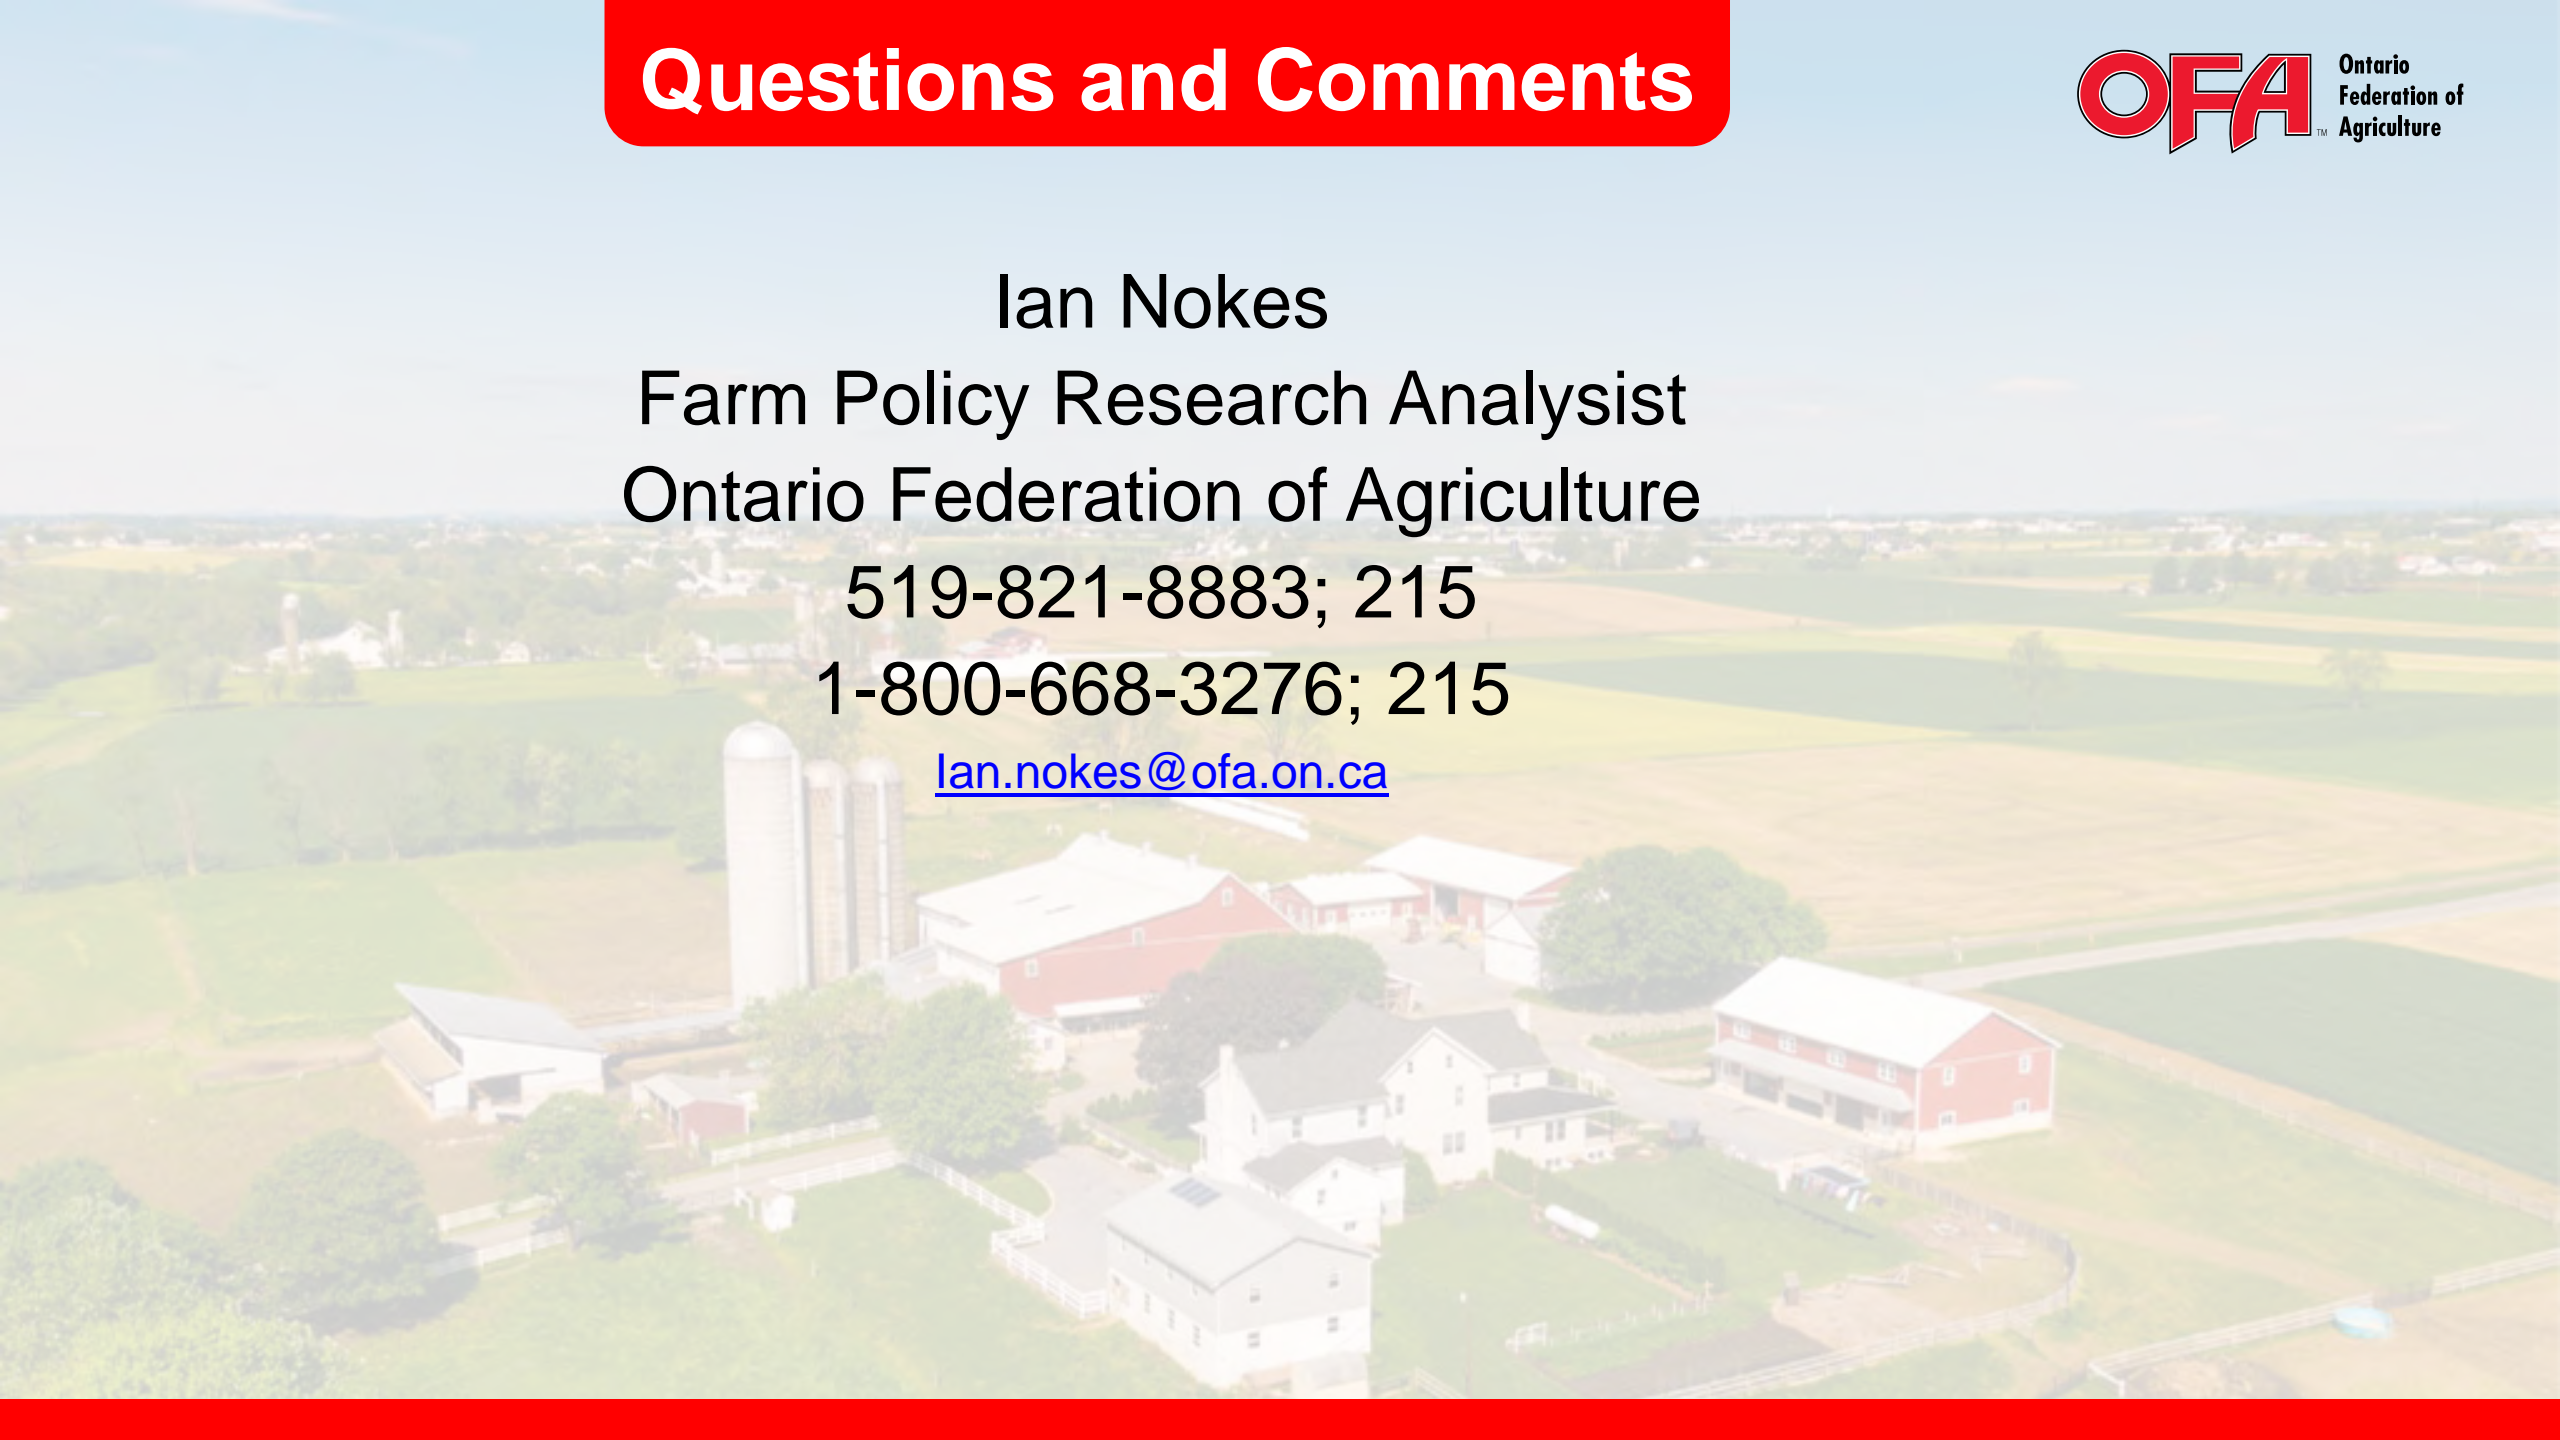 Questions and Comments
OFA
TM
Ontario
Federation of
Agriculture
Ian Nokes
Farm Policy Research Analysist
Ontario Federation of Agriculture
519-821-8883; 215
1-800-668-3276; 215
Ian.nokes@ofa.on.ca